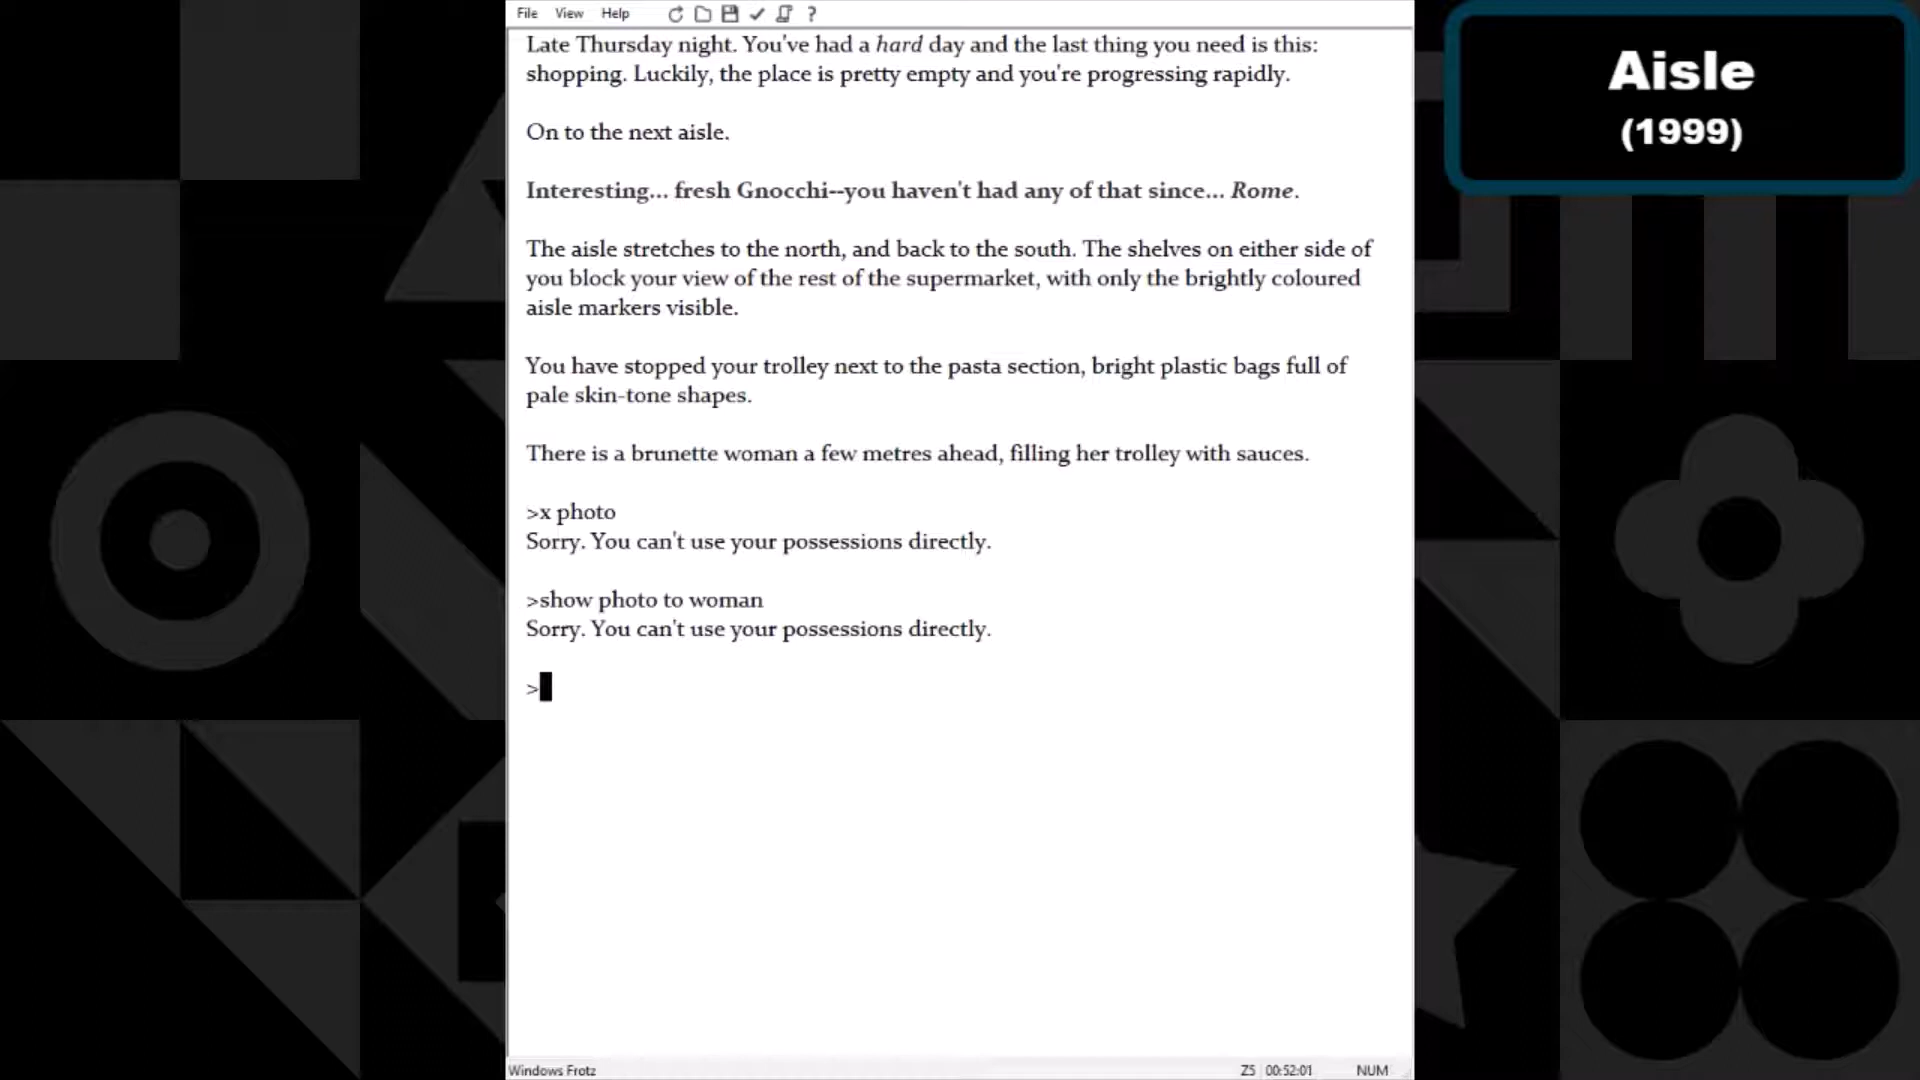 File View Help ?
Aisle
(1999)
Late Thursday night. You've had a hard day and the last thing you need is this:
shopping. Luckily, the place is pretty empty and you're progressing rapidly.
On to the next aisle.
Interesting... fresh Gnocchi--you haven't had any of that since... Rome.
The aisle stretches to the north, and back to the south. The shelves on either side of
you block your view of the rest of the supermarket, with only the brightly coloured
aisle markers visible.
You have stopped your trolley next to the pasta section, bright plastic bags full of
pale skin-tone shapes.
There is a brunette woman a few metres ahead, filling her trolley with sauces.
>x photo
Sorry. You can't use your possessions directly.
>show photo to woman
Sorry. You can't use your possessions directly.
>
Windows Frotz Z5 00:52:01 NUM